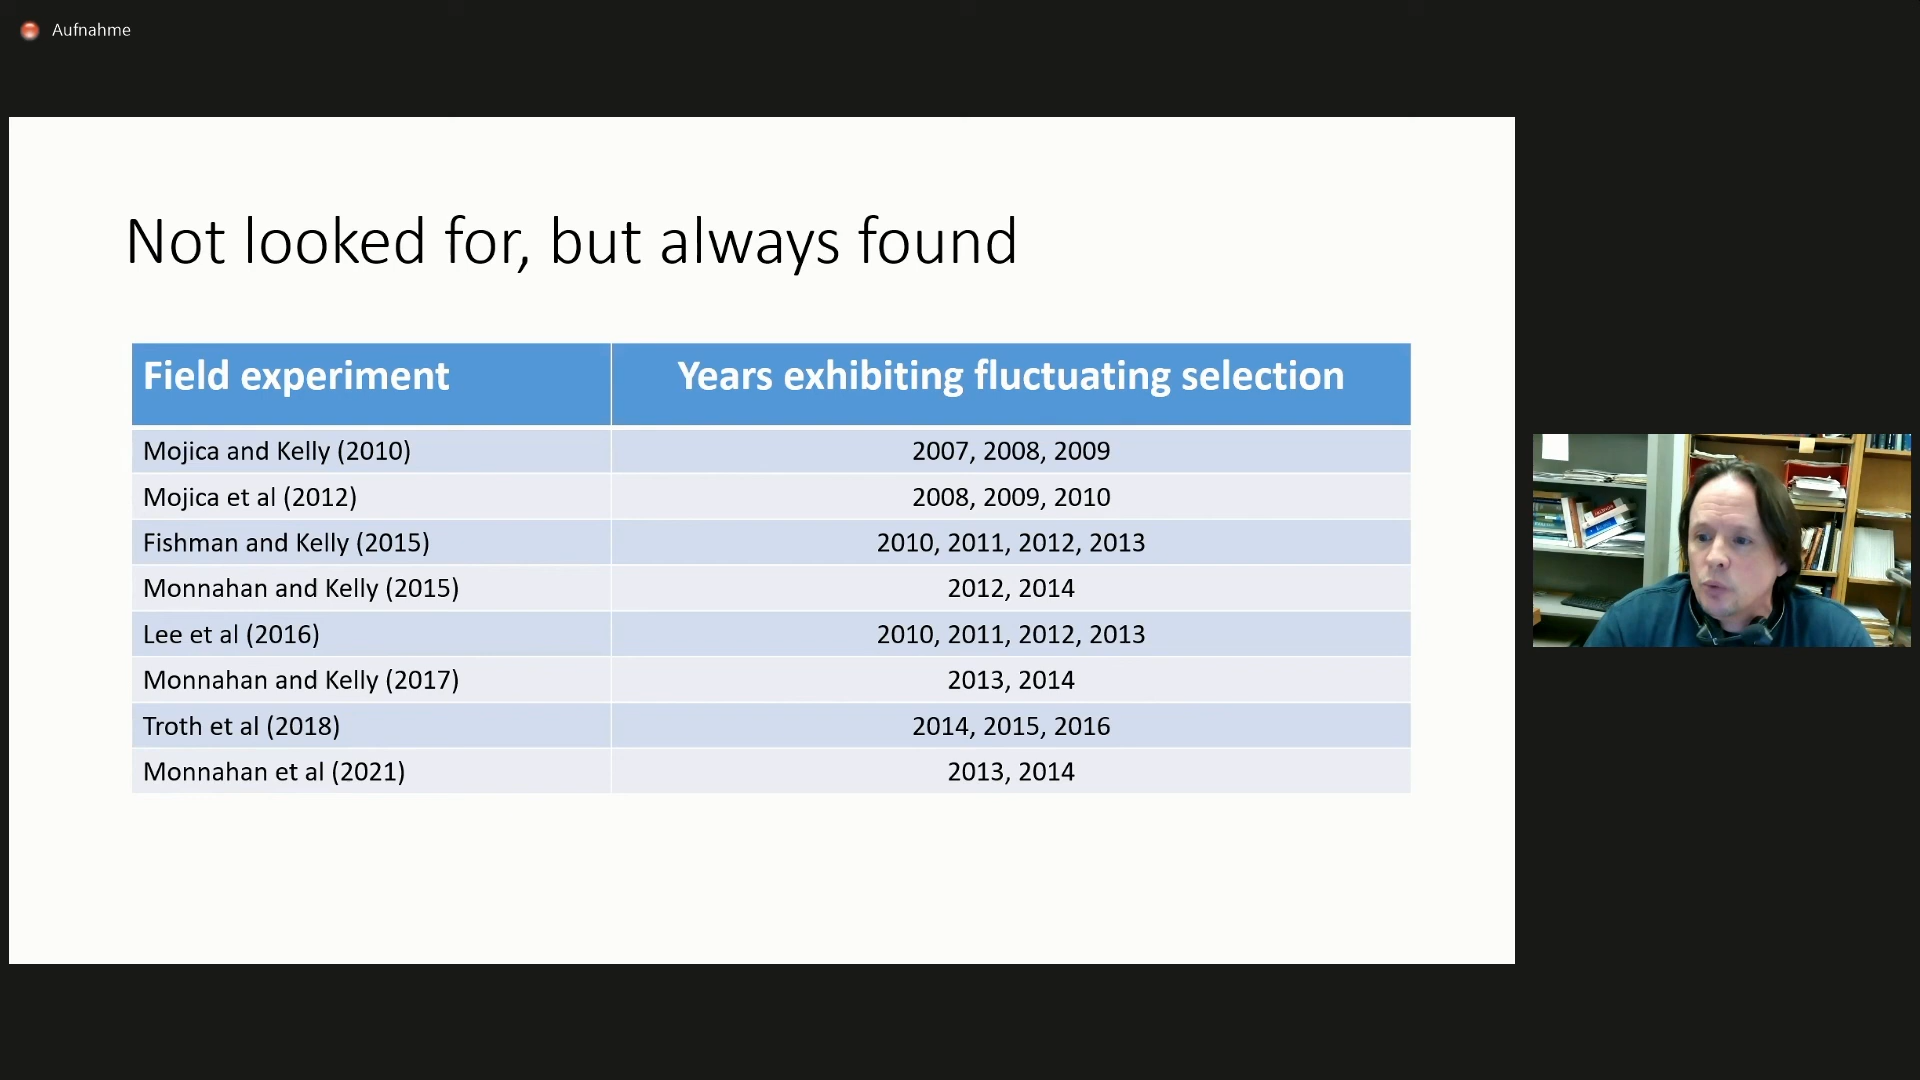 Aufnahme
Not looked for, but always found
Field experiment Years exhibiting fluctuating selection
Mojica and Kelly (2010) 2007, 2008, 2009
Mojica et al (2012) 2008, 2009, 2010
Fishman and Kelly (2015) 2010, 2011, 2012, 2013
Monnahan and Kelly (2015) 2012, 2014
Lee et al (2016) 2010, 2011, 2012, 2013
Monnahan and Kelly (2017) 2013, 2014
Troth et al (2018) 2014, 2015, 2016
Monnahan et al (2021) 2013, 2014